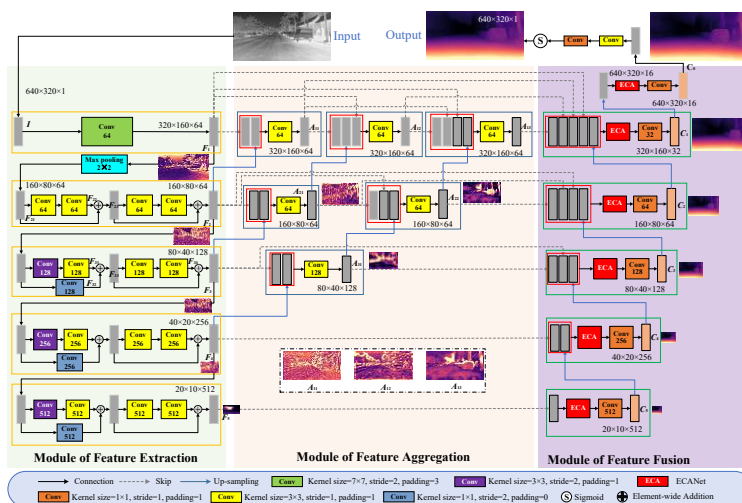 640×320×1
Input
Output
S
Conv
Conv
C₀
640×320×16
ECA
Conv
640×320×16
640×320×1
I
Conv
64
320×160×64
F₁
Conv
64
A₁₁
320×160×64
Conv
64
A₁₂
320×160×64
Conv
64
A₁₃
320×160×64
ECA
Conv
32
C₁
320×160×32
Max pooling
2✕2
160×80×64
160×80×64
F₂₁
Conv
64
Conv
64
F₂₂
Conv
64
Conv
64
F₂
A₂₁
Conv
64
160×80×64
Conv
64
A₂₂
160×80×64
ECA
Conv
64
C₂
160×80×64
80×40×128
Conv
128
Conv
128
F₃₁
Conv
128
F₃₂
F₃₃
Conv
128
Conv
128
F₃
Conv
128
A₃₁
80×40×128
ECA
Conv
128
C₃
80×40×128
40×20×256
Conv
256
Conv
256
Conv
256
Conv
256
Conv
256
F₄
ECA
Conv
256
C₄
40×20×256
A₁₁
A₁₂
A₁₃
20×10×512
Conv
512
Conv
512
Conv
512
Conv
512
Conv
512
F₅
ECA
Conv
512
C₅
20×10×512
Module of Feature Extraction
Module of Feature Aggregation
Module of Feature Fusion
Connection
Skip
Up-sampling
Conv
Kernel size=7×7, stride=2, padding=3
Conv
Kernel size=3×3, stride=2, padding=1
ECA
ECANet
Conv
Kernel size=1×1, stride=1, padding=1
Conv
Kernel size=3×3, stride=1, padding=1
Conv
Kernel size=1×1, stride=2, padding=0
S
Sigmoid
Element-wise Addition